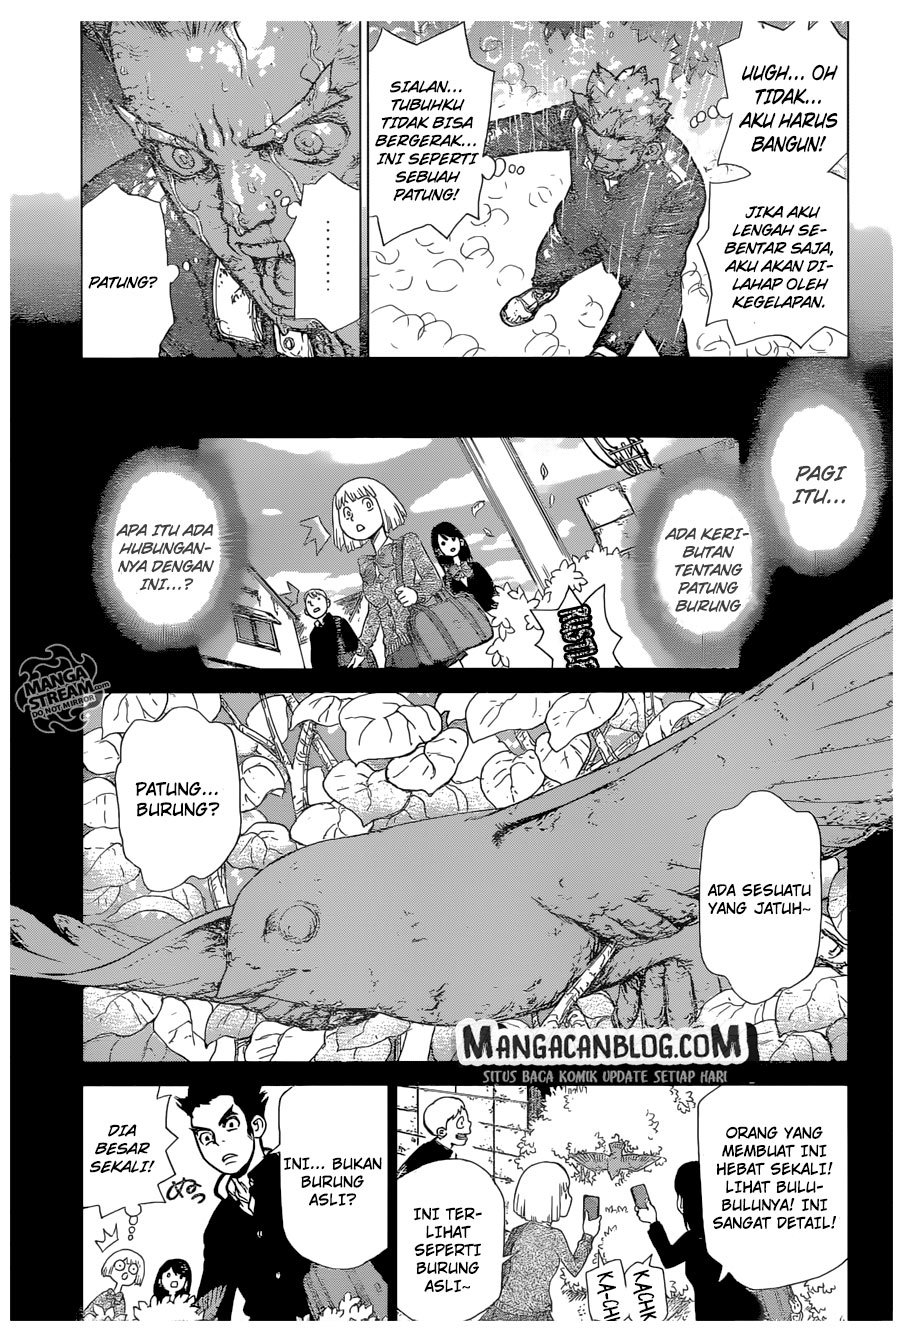 UUGH... OH
TIDAK...
AKU HARUS
BANGUN!
JIKA AKU
LENGAH SE-
BENTAR SAJA,
AKU AKAN DI-
LAHAP OLEH
KEGELAPAN.
SIALAN...
TUBUHKU
TIDAK BISA
BERGERAK...
INI SEPERTI
SEBUAH
PATUNG!
........
PATUNG?
PAGI
ITU...
ADA KERI-
BUTAN
TENTANG
PATUNG
BURUNG
APA ITU ADA
HUBUNGAN-
NYA DENGAN
INI...?
MANGA
STREAM.com
DO NOT MIRROR
ADA SESUATU
YANG JATUH~
PATUNG...
BURUNG?
MANGACANBLOG.COM
SITUS BACA KOMIK UPDATE SETIAP HARI
ORANG YANG
MEMBUAT INI
HEBAT SEKALI!
LIHAT BULU-
BULUNYA! INI
SANGAT DETAIL!
INI TER-
LIHAT
SEPERTI
BURUNG
ASLI~
INI... BUKAN
BURUNG
ASLI?
DIA
BESAR
SEKALI!